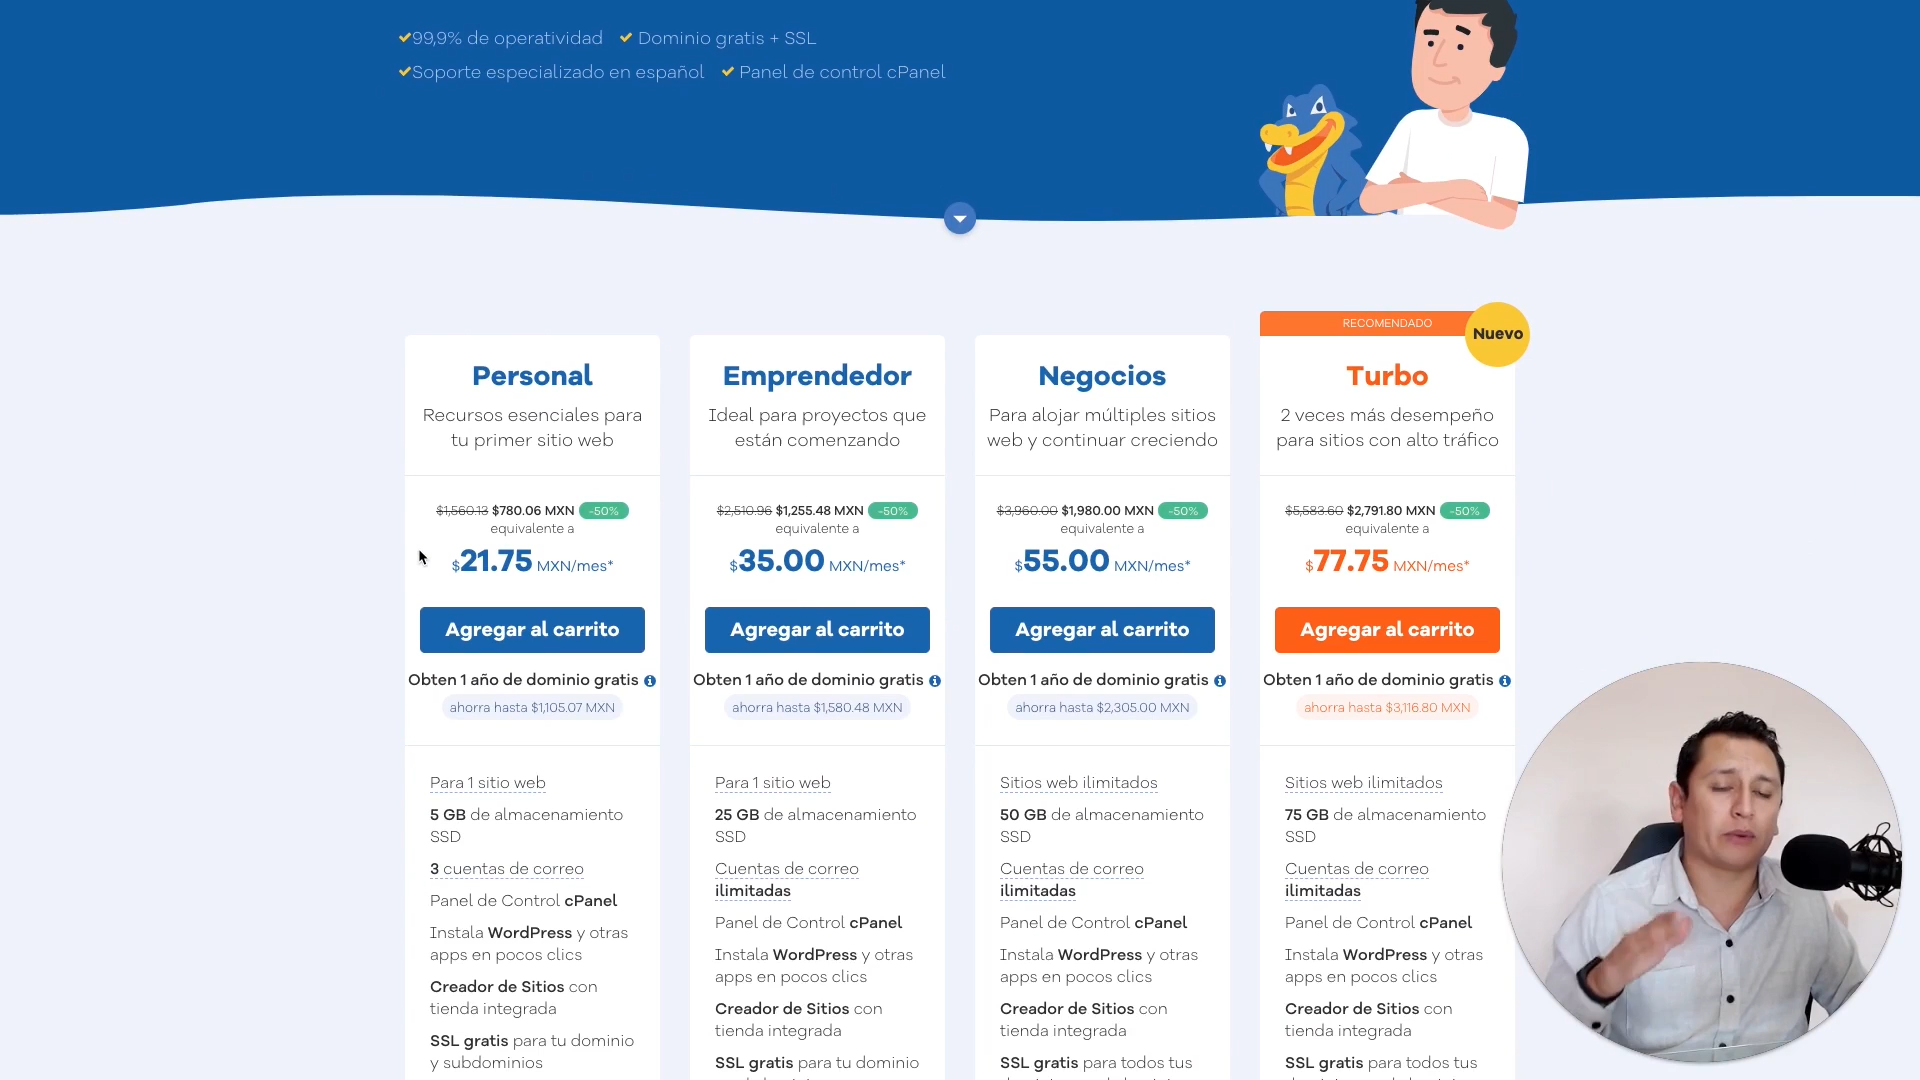 99,9% de operatividad Dominio gratis + SSL
Soporte especializado en español Panel de control cPanel
RECOMENDADO
Nuevo
Personal
Recursos esenciales para
tu primer sitio web
$1,560.13 $780.06 MXN -50%
equivalente a
$21.75 MXN/mes*
Agregar al carrito
Obten 1 año de dominio gratis
ahorra hasta $1,105.07 MXN
Para 1 sitio web
5 GB de almacenamiento
SSD
3 cuentas de correo
Panel de Control cPanel
Instala WordPress y otras
apps en pocos clics
Creador de Sitios con
tienda integrada
SSL gratis para tu dominio
y subdominios
Emprendedor
Ideal para proyectos que
están comenzando
$2,510.96 $1,255.48 MXN -50%
equivalente a
$35.00 MXN/mes*
Agregar al carrito
Obten 1 año de dominio gratis
ahorra hasta $1,580.48 MXN
Para 1 sitio web
25 GB de almacenamiento
SSD
Cuentas de correo
ilimitadas
Panel de Control cPanel
Instala WordPress y otras
apps en pocos clics
Creador de Sitios con
tienda integrada
SSL gratis para tu dominio
Negocios
Para alojar múltiples sitios
web y continuar creciendo
$3,960.00 $1,980.00 MXN -50%
equivalente a
$55.00 MXN/mes*
Agregar al carrito
Obten 1 año de dominio gratis
ahorra hasta $2,305.00 MXN
Sitios web ilimitados
50 GB de almacenamiento
SSD
Cuentas de correo
ilimitadas
Panel de Control cPanel
Instala WordPress y otras
apps en pocos clics
Creador de Sitios con
tienda integrada
SSL gratis para todos tus
Turbo
2 veces más desempeño
para sitios con alto tráfico
$5,583.60 $2,791.80 MXN -50%
equivalente a
$77.75 MXN/mes*
Agregar al carrito
Obten 1 año de dominio gratis
ahorra hasta $3,116.80 MXN
Sitios web ilimitados
75 GB de almacenamiento
SSD
Cuentas de correo
ilimitadas
Panel de Control cPanel
Instala WordPress y otras
apps en pocos clics
Creador de Sitios con
tienda integrada
SSL gratis para todos tus